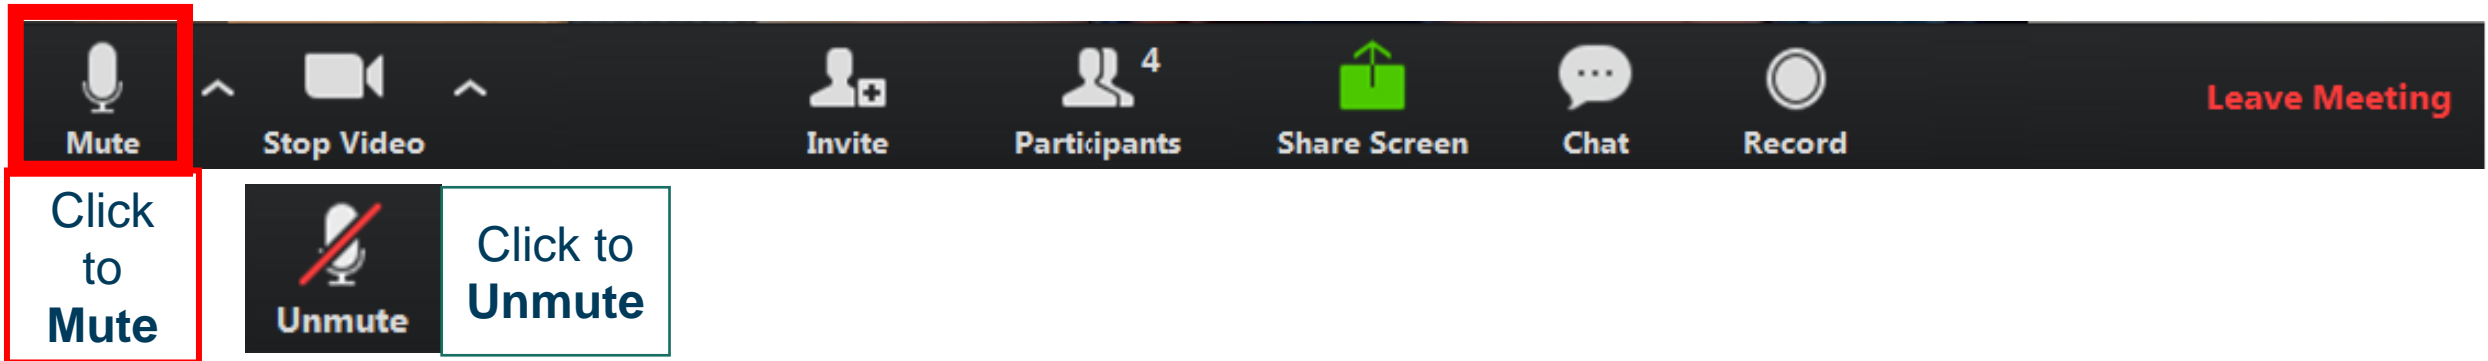 4
Mute Stop Video Invite Participants Share Screen Chat Record Leave Meeting
Click
to
Mute
Unmute
Click to
Unmute